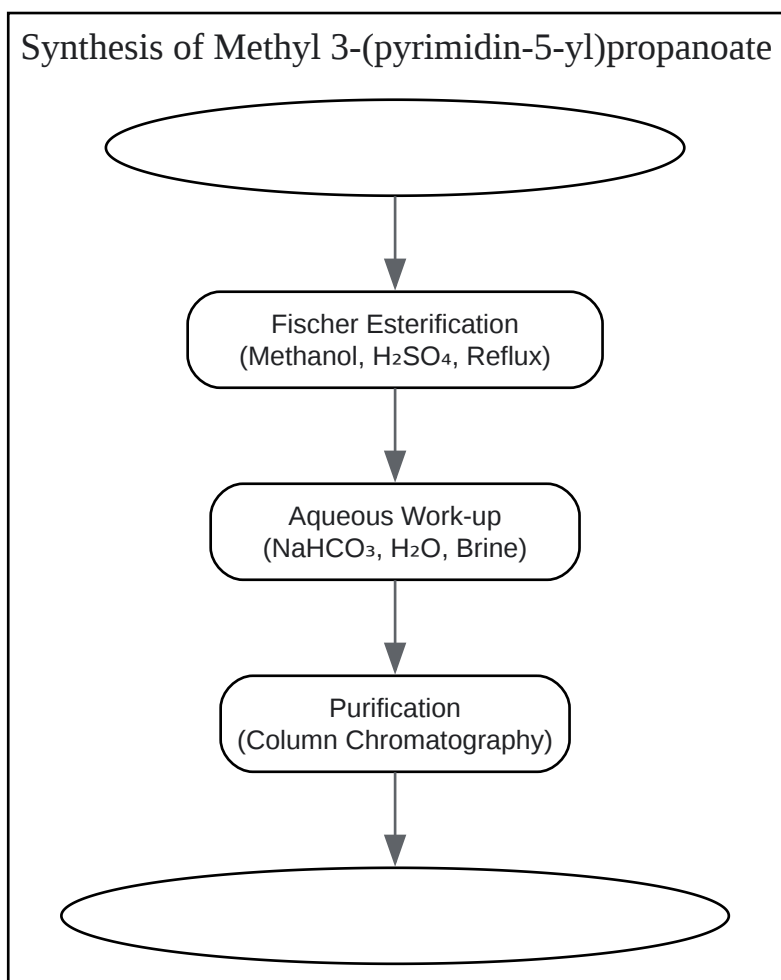 Synthesis of Methyl 3-(pyrimidin-5-yl)propanoate
Fischer Esterification
(Methanol, H₂SO₄, Reflux)
Aqueous Work-up
(NaHCO₃, H₂O, Brine)
Purification
(Column Chromatography)